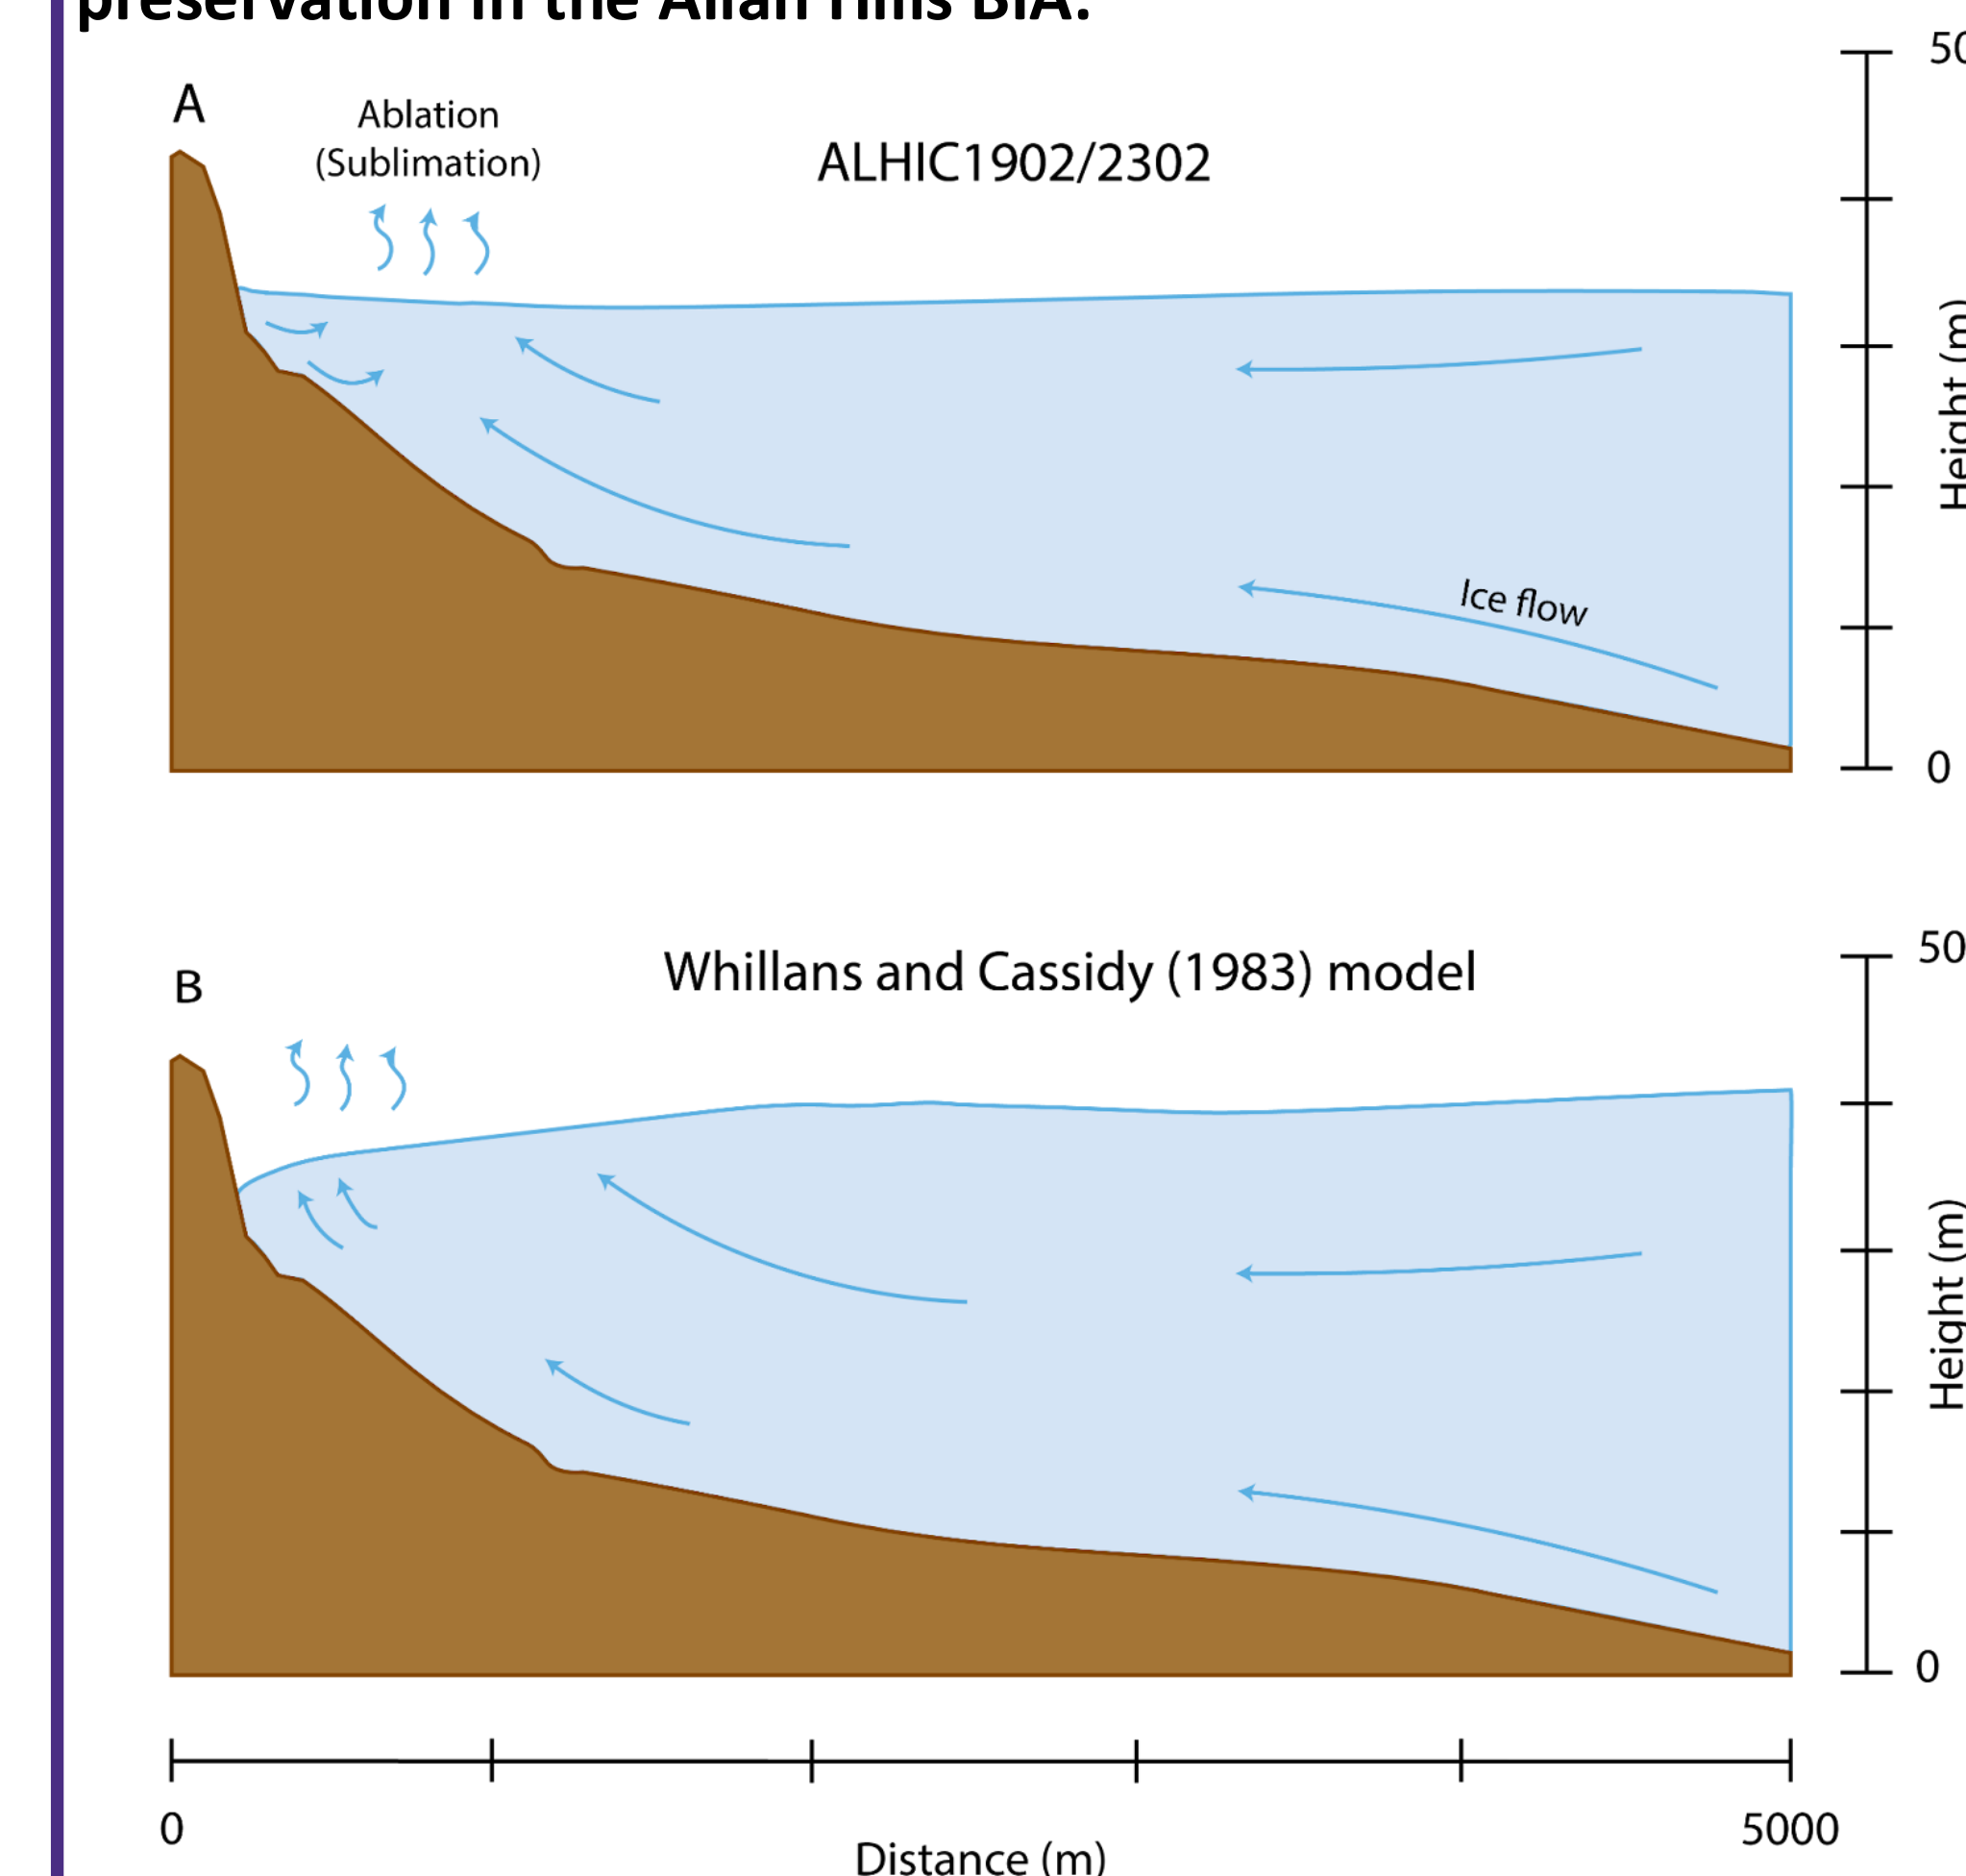 preservation in the Allan Hills BIA.
A
Ablation
(Sublimation)
ALHIC1902/2302
50
Height (m)
Ice flow
0
B
Whillans and Cassidy (1983) model
50
Height (m)
0
0
5000
Distance (m)